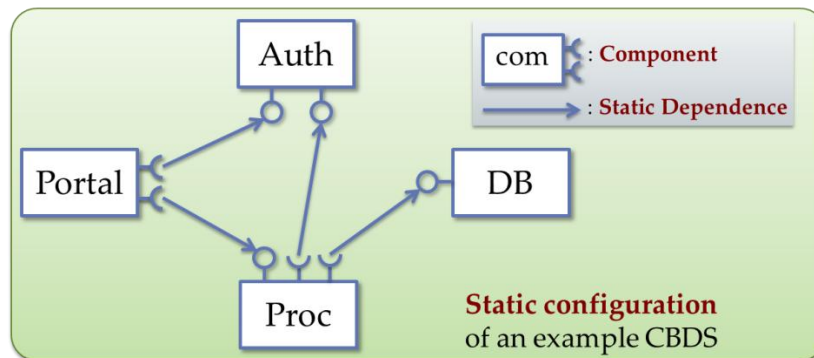 Auth
com
: Component
: Static Dependence
Portal
DB
Proc
Static configuration
of an example CBDS